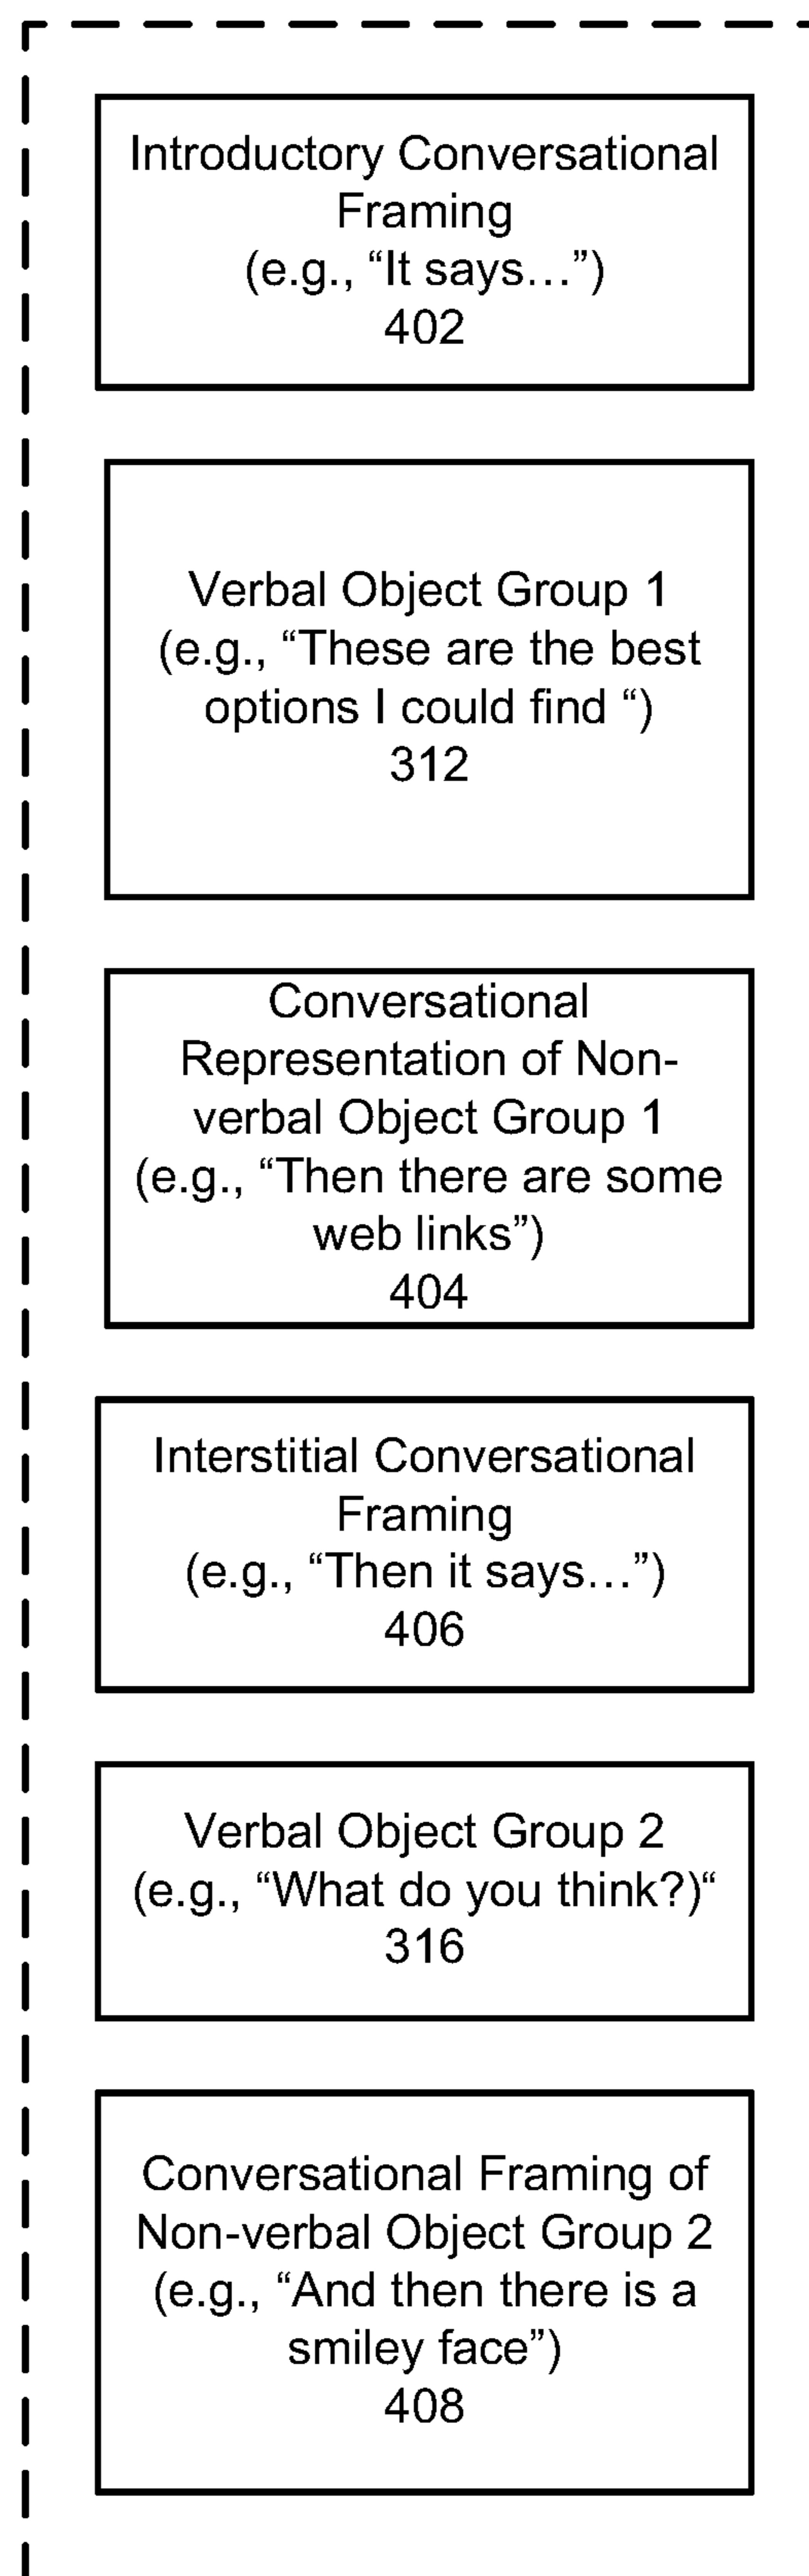 Introductory Conversational
Framing
(e.g., “It says…”)
402
Verbal Object Group 1
(e.g., “These are the best
options I could find “)
312
Conversational
Representation of Non-
verbal Object Group 1
(e.g., “Then there are some
web links”)
404
Interstitial Conversational
Framing
(e.g., “Then it says…”)
406
Verbal Object Group 2
(e.g., “What do you think?)“
316
Conversational Framing of
Non-verbal Object Group 2
(e.g., “And then there is a
smiley face”)
408